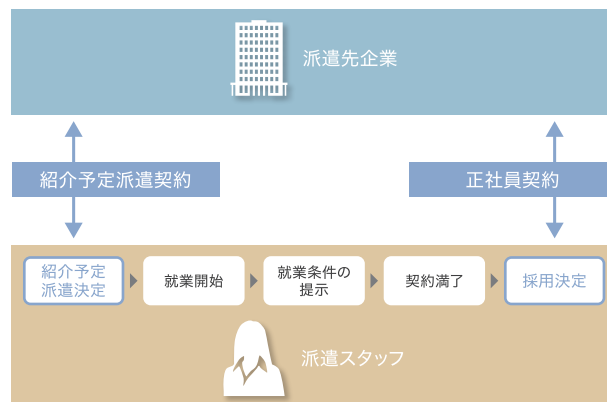 派遣先企業
紹介予定派遣契約
正社員契約
紹介予定
派遣決定
就業開始
就業条件の
提示
契約満了
採用決定
派遣スタッフ